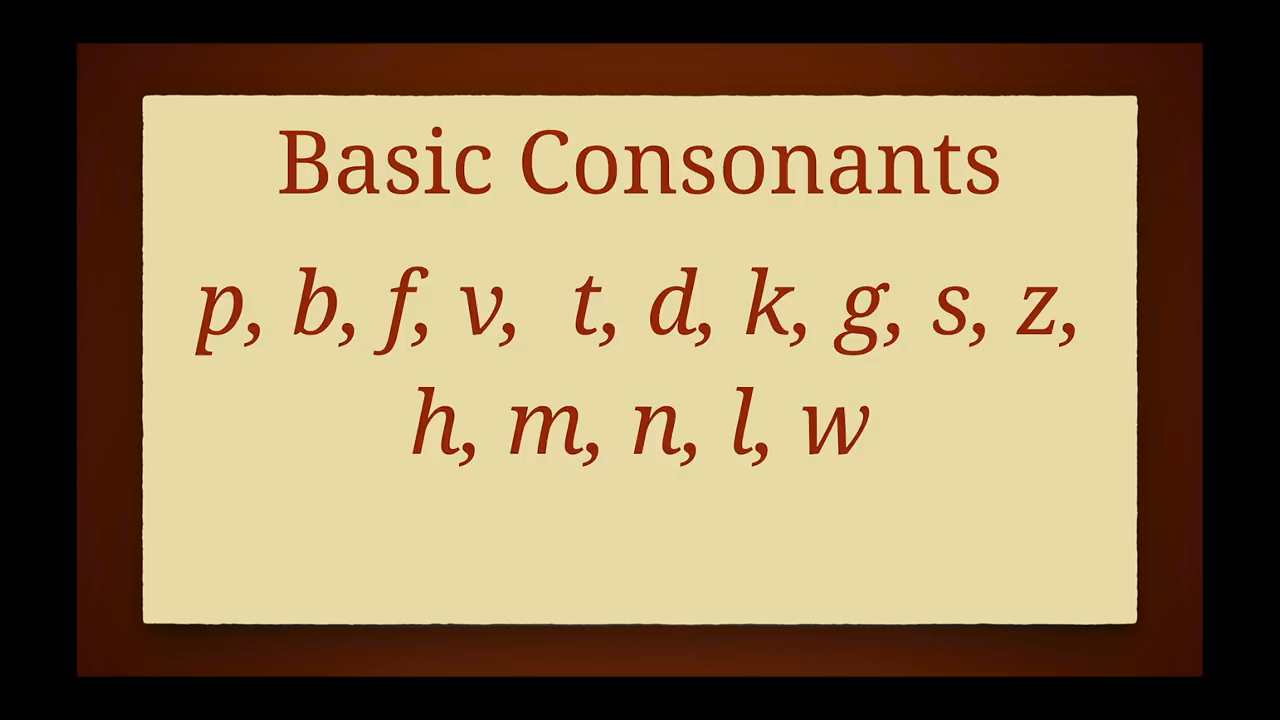 Basic Consonants
p, b, f, v, t, d, k, g, s, z,
h, m, n, l, w